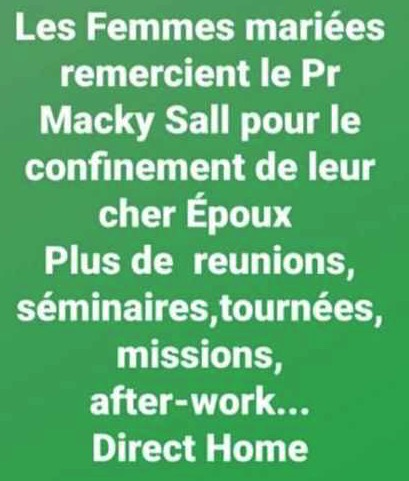 Les Femmes mariées
remercient le Pr
Macky Sall pour le
confinement de leur
cher Époux
Plus de reunions,
séminaires,tournées,
missions,
after-work...
Direct Home